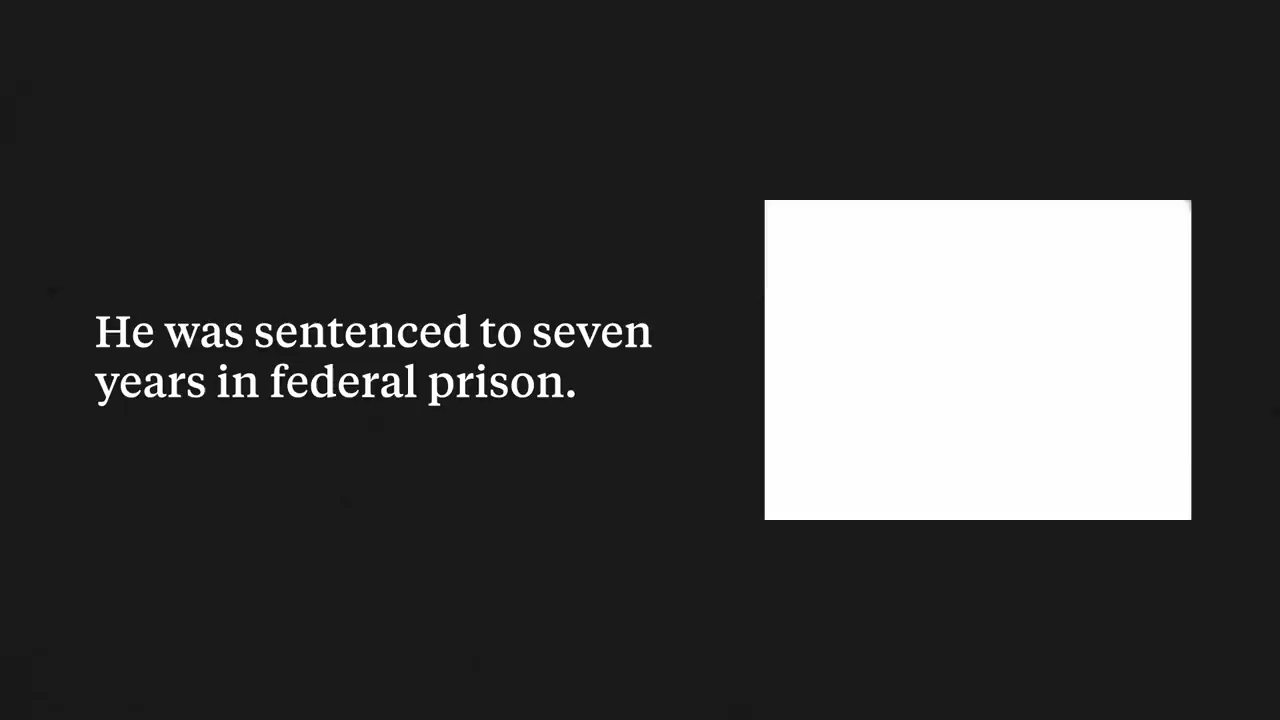 He was sentenced to seven
years in federal prison.